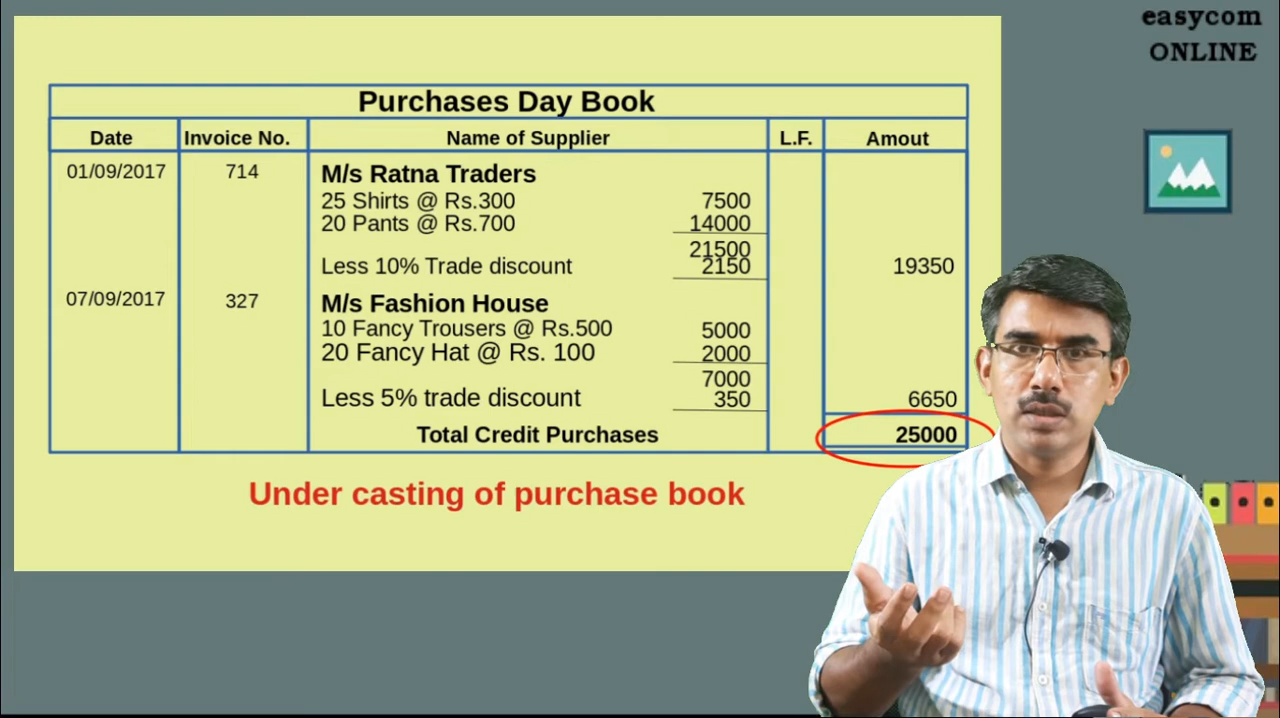 easycom
ONLINE
Purchases Day Book
Date Invoice No. Name of Supplier L.F. Amout
01/09/2017 714 M/s Ratna Traders
25 Shirts @ Rs.300 7500
20 Pants @ Rs.700 14000
21500
Less 10% Trade discount 2150 19350
07/09/2017 327 M/s Fashion House
10 Fancy Trousers @ Rs.500 5000
20 Fancy Hat @ Rs. 100 2000
7000
Less 5% trade discount 350 6650
Total Credit Purchases 25000
Under casting of purchase book